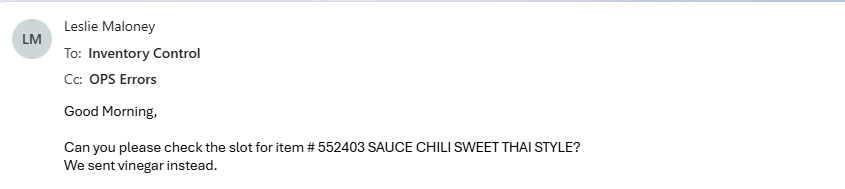 Leslie Maloney
LM
To: Inventory Control
Cc: OPS Errors
Good Morning,
Can you please check the slot for item # 552403 SAUCE CHILI SWEET THAI STYLE?
We sent vinegar instead.